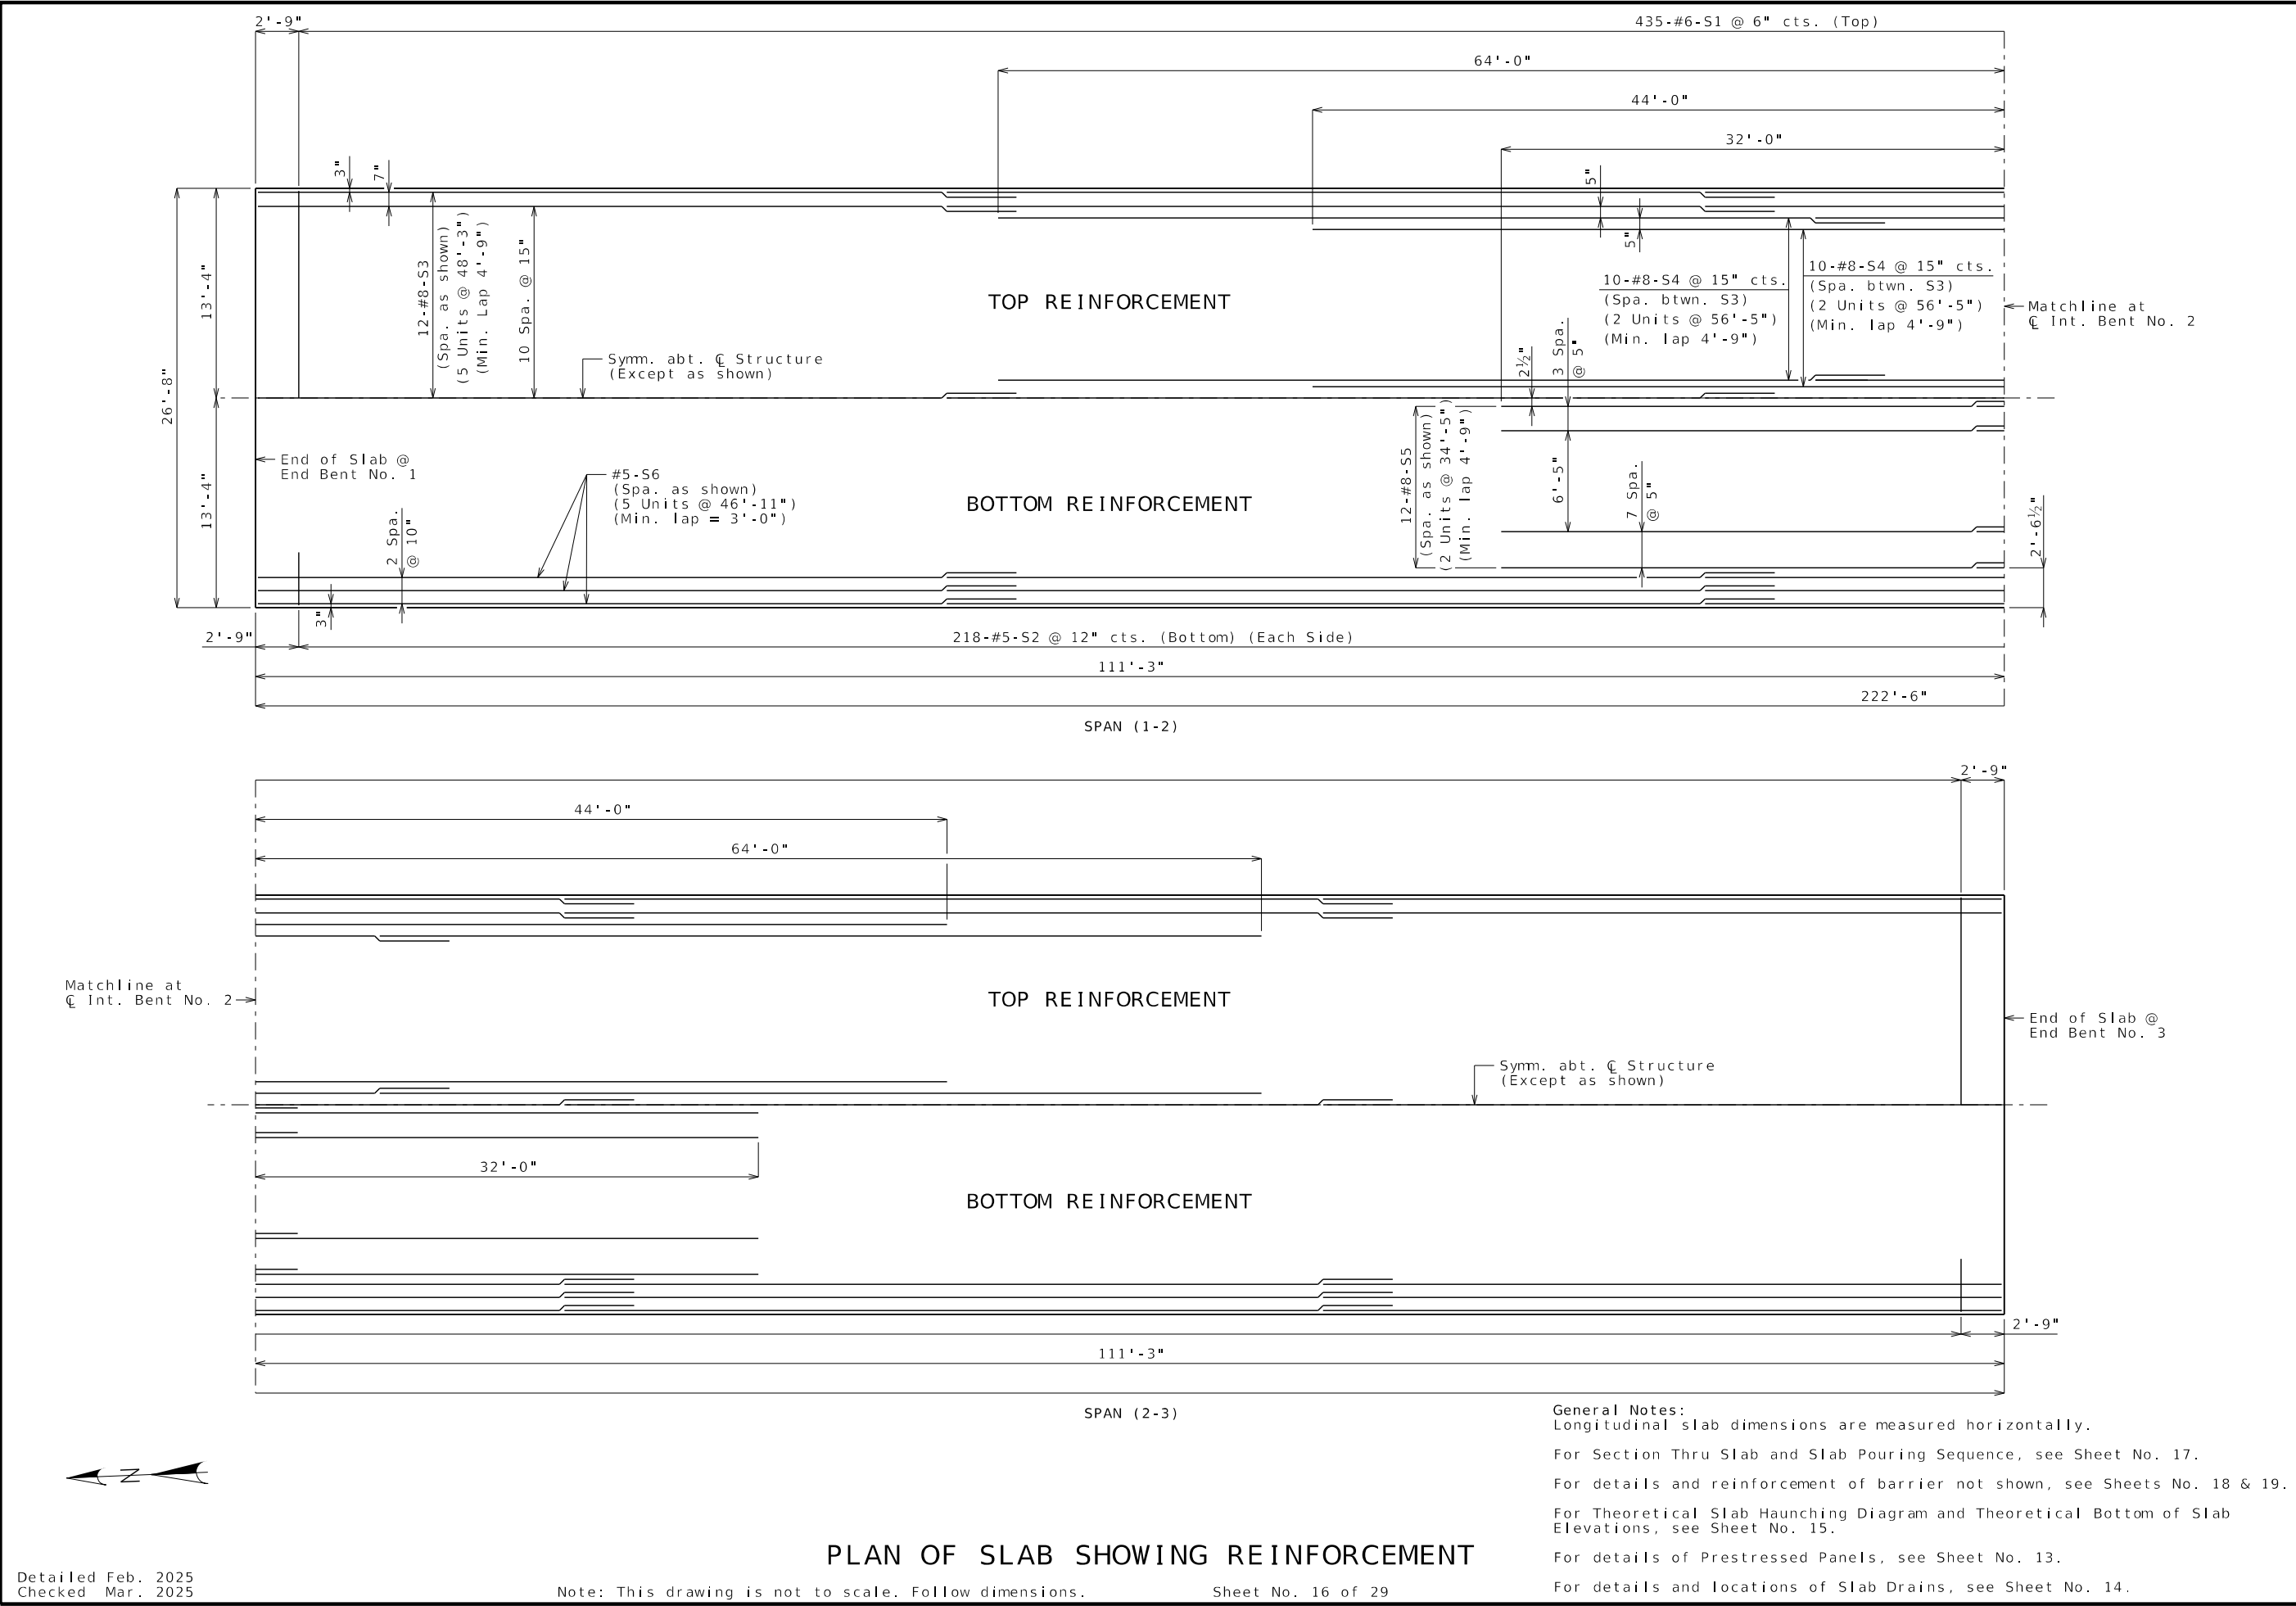 2'-9"
435-#6-S1 @ 6" cts. (Top)
64'-0"
44'-0"
32'-0"
3"
7"
5"
5"
26'-8"
13'-4"
13'-4"
12-#8-S3
(Spa. as shown)
(5 Units @ 48'-3")
(Min. Lap 4'-9")
10 Spa. @ 15"
TOP REINFORCEMENT
10-#8-S4 @ 15" cts.
(Spa. btwn. S3)
(2 Units @ 56'-5")
(Min. lap 4'-9")
10-#8-S4 @ 15" cts.
(Spa. btwn. S3)
(2 Units @ 56'-5")
(Min. lap 4'-9")
Matchline at
℄ Int. Bent No. 2
Symm. abt. ℄ Structure
(Except as shown)
2½"
3 Spa.
@ 5"
End of Slab @
End Bent No. 1
#5-S6
(Spa. as shown)
(5 Units @ 46'-11")
(Min. lap = 3'-0")
BOTTOM REINFORCEMENT
12-#8-S5
(Spa. as shown)
(2 Units @ 34'-5")
(Min. lap 4'-9")
6'-5"
7 Spa.
@ 5"
2'-6½"
2 Spa.
@ 10"
3"
2'-9"
218-#5-S2 @ 12" cts. (Bottom) (Each Side)
111'-3"
222'-6"
SPAN (1-2)
2'-9"
44'-0"
64'-0"
Matchline at
℄ Int. Bent No. 2
TOP REINFORCEMENT
End of Slab @
End Bent No. 3
Symm. abt. ℄ Structure
(Except as shown)
32'-0"
BOTTOM REINFORCEMENT
2'-9"
111'-3"
SPAN (2-3)
General Notes:
Longitudinal slab dimensions are measured horizontally.
For Section Thru Slab and Slab Pouring Sequence, see Sheet No. 17.
For details and reinforcement of barrier not shown, see Sheets No. 18 & 19.
For Theoretical Slab Haunching Diagram and Theoretical Bottom of Slab
Elevations, see Sheet No. 15.
For details of Prestressed Panels, see Sheet No. 13.
For details and locations of Slab Drains, see Sheet No. 14.
N
PLAN OF SLAB SHOWING REINFORCEMENT
Detailed Feb. 2025
Checked Mar. 2025
Note: This drawing is not to scale. Follow dimensions.
Sheet No. 16 of 29